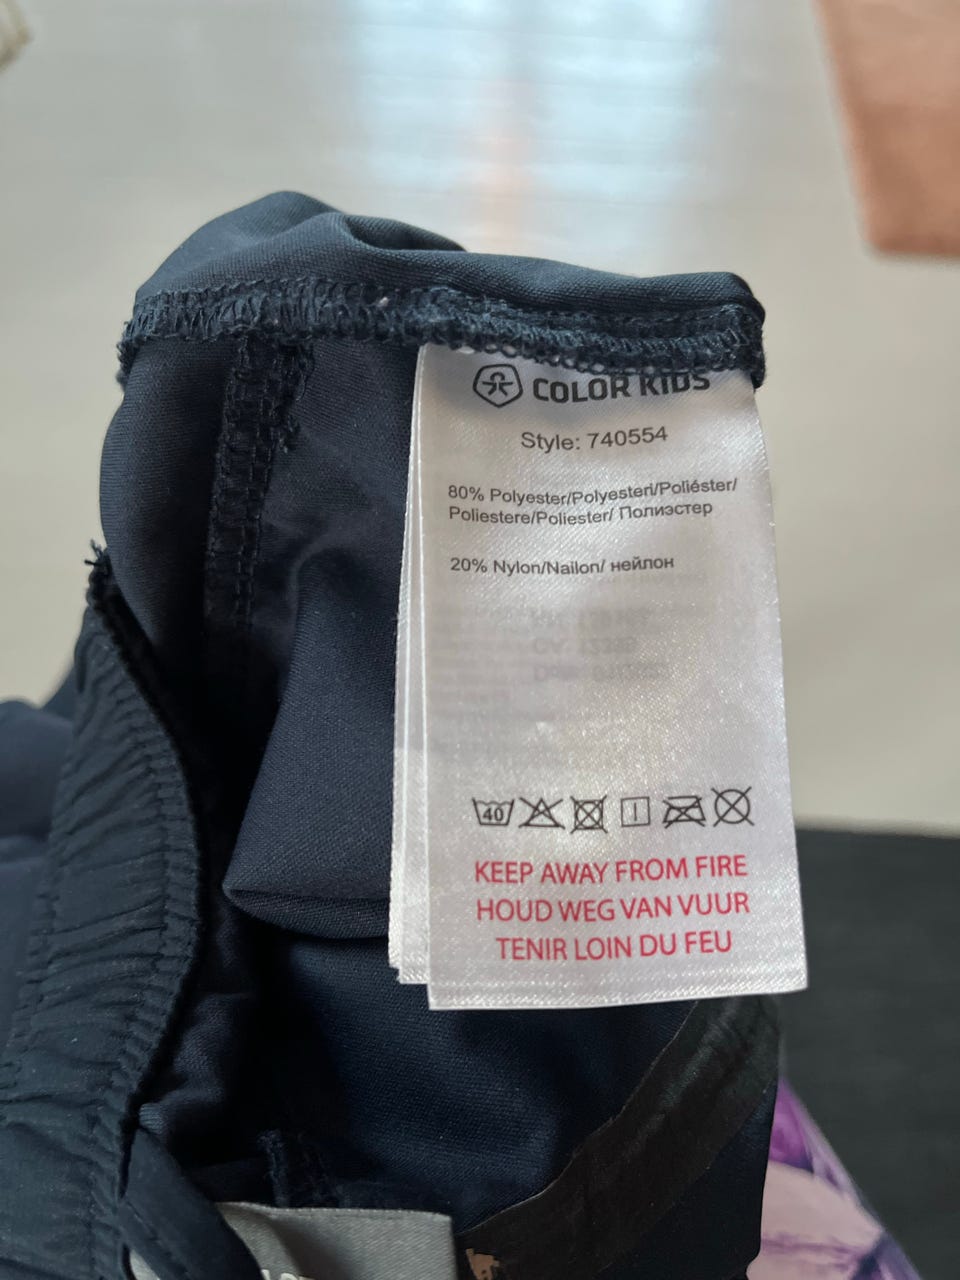 COLOR KIDS
Style: 740554
80% Polyester/Polyesteri/Poliéster/
Poliestere/Poliester/ Полиэстер
20% Nylon/Nailon/ нейлон
40
KEEP AWAY FROM FIRE
HOUD WEG VAN VUUR
TENIR LOIN DU FEU